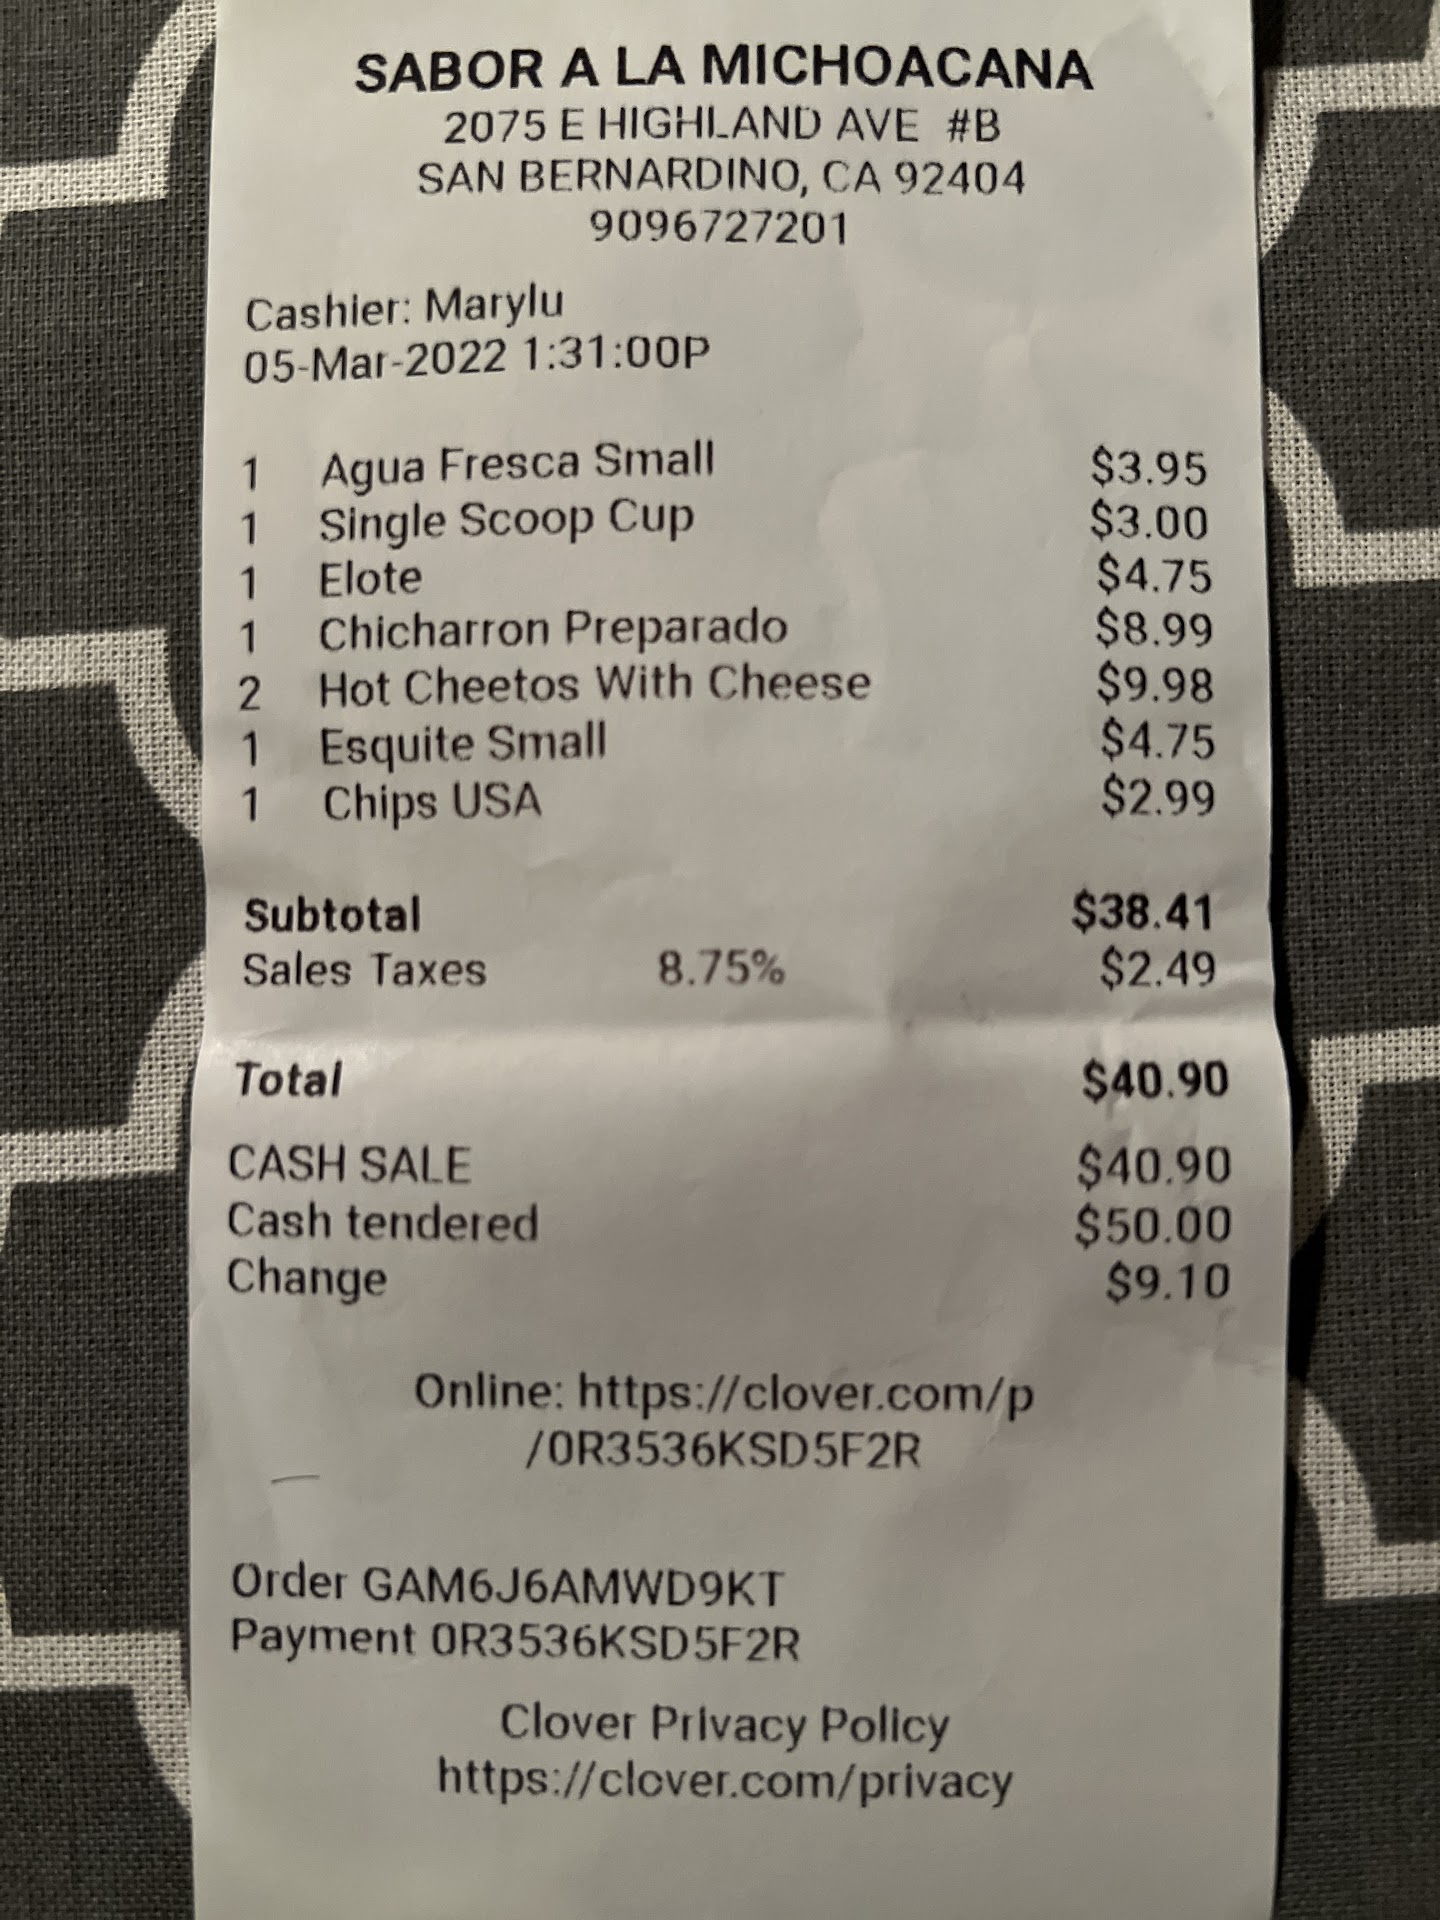 SABOR A LA MICHOACANA
2075 E HIGHLAND AVE #B
SAN BERNARDINO, CA 92404
9096727201
Cashier: Marylu
05-Mar-2022 1:31:00P
1 Agua Fresca Small $3.95
1 Single Scoop Cup $3.00
1 Elote $4.75
1 Chicharron Preparado $8.99
2 Hot Cheetos With Cheese $9.98
1 Esquite Small $4.75
1 Chips USA $2.99
Subtotal $38.41
Sales Taxes 8.75% $2.49
Total $40.90
CASH SALE $40.90
Cash tendered $50.00
Change $9.10
Online: https://clover.com/p
/0R3536KSD5F2R
Order GAM6J6AMWD9KT
Payment 0R3536KSD5F2R
Clover Privacy Policy
https://clover.com/privacy